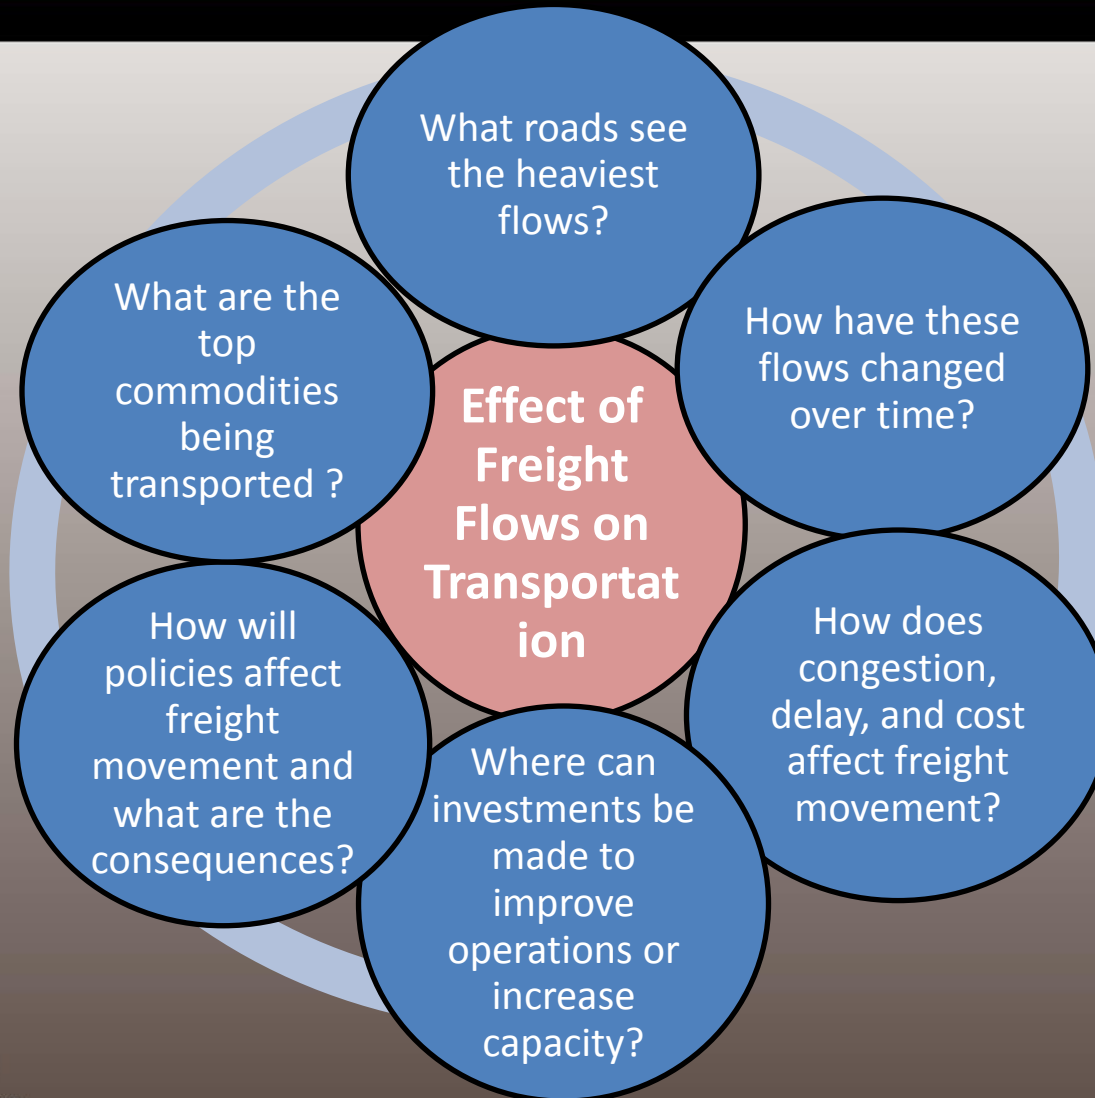 What roads see
the heaviest
flows?
How have these
flows changed
over time?
How does
congestion,
delay, and cost
affect freight
movement?
Where can
investments be
made to
improve
operations or
increase
capacity?
How will
policies affect
freight
movement and
what are the
consequences?
What are the
top
commodities
being
transported ?
Effect of
Freight
Flows on
Transportat
ion